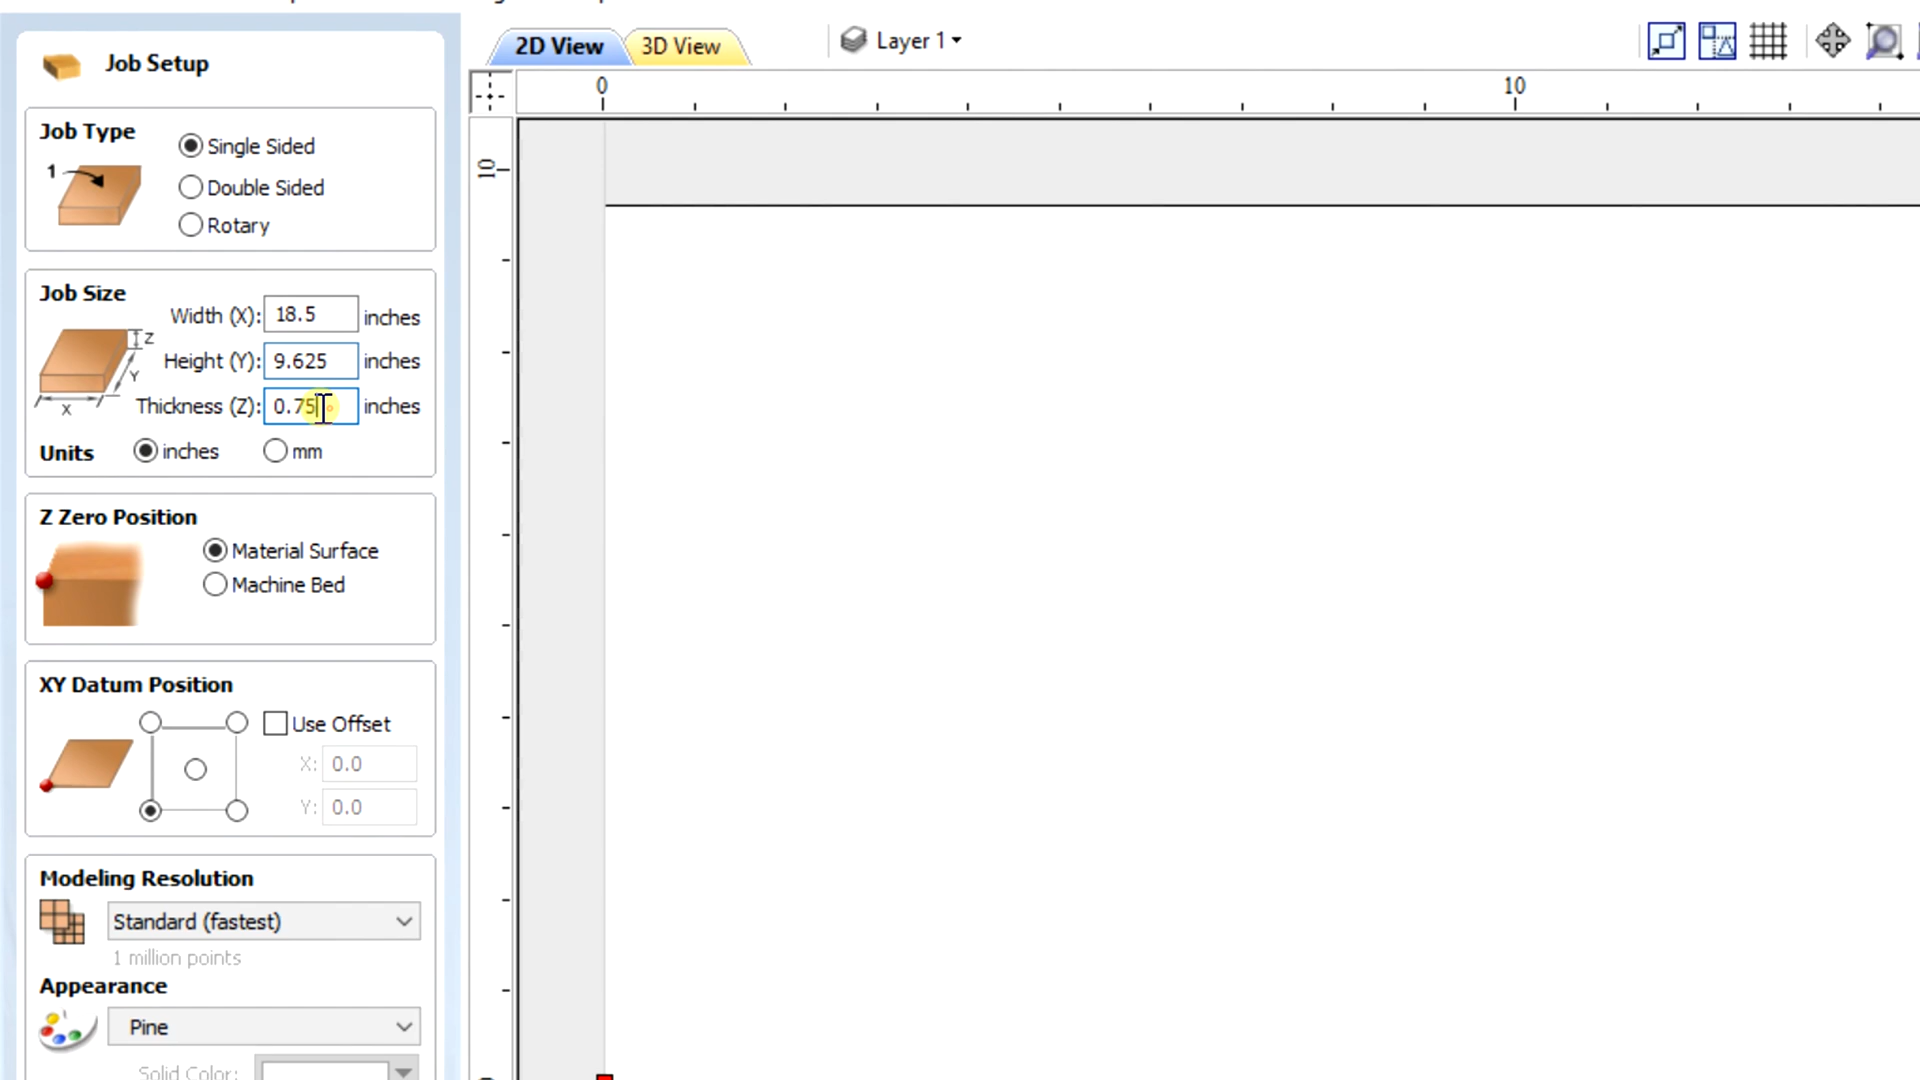 Job Setup
2D View
3D View
Layer 1
0
10
10
Job Type
1
Single Sided
Double Sided
Rotary
Job Size
Width (X): 18.5 inches
Height (Y): 9.625 inches
Thickness (Z): 0.75 inches
Z
Y
X
Units
inches
mm
Z Zero Position
Material Surface
Machine Bed
XY Datum Position
Use Offset
X: 0.0
Y: 0.0
Modeling Resolution
Standard (fastest)
1 million points
Appearance
Pine
Solid Color: